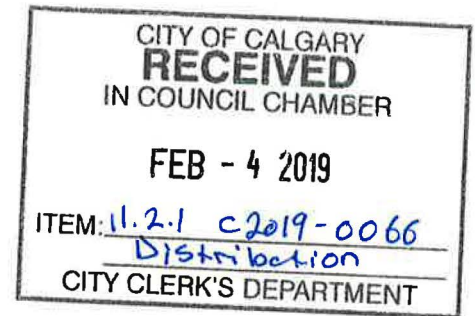 CITY OF CALGARY
RECEIVED
IN COUNCIL CHAMBER
FEB - 4 2019
ITEM: 11.2.1 C2019-0066
Distribution
CITY CLERK'S DEPARTMENT